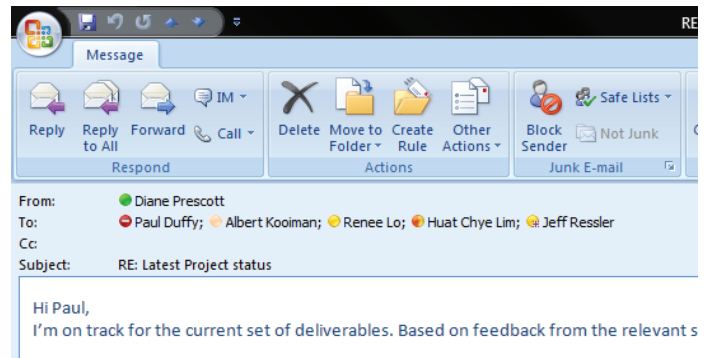 RE
Message
Reply Reply to All Forward IM Call Delete Move to Folder Create Rule Other Actions Block Sender Safe Lists Not Junk
Respond Actions Junk E-mail
From: Diane Prescott
To: Paul Duffy; Albert Kooiman; Renee Lo; Huat Chye Lim; Jeff Ressler
Cc:
Subject: RE: Latest Project status
Hi Paul,
I'm on track for the current set of deliverables. Based on feedback from the relevant s